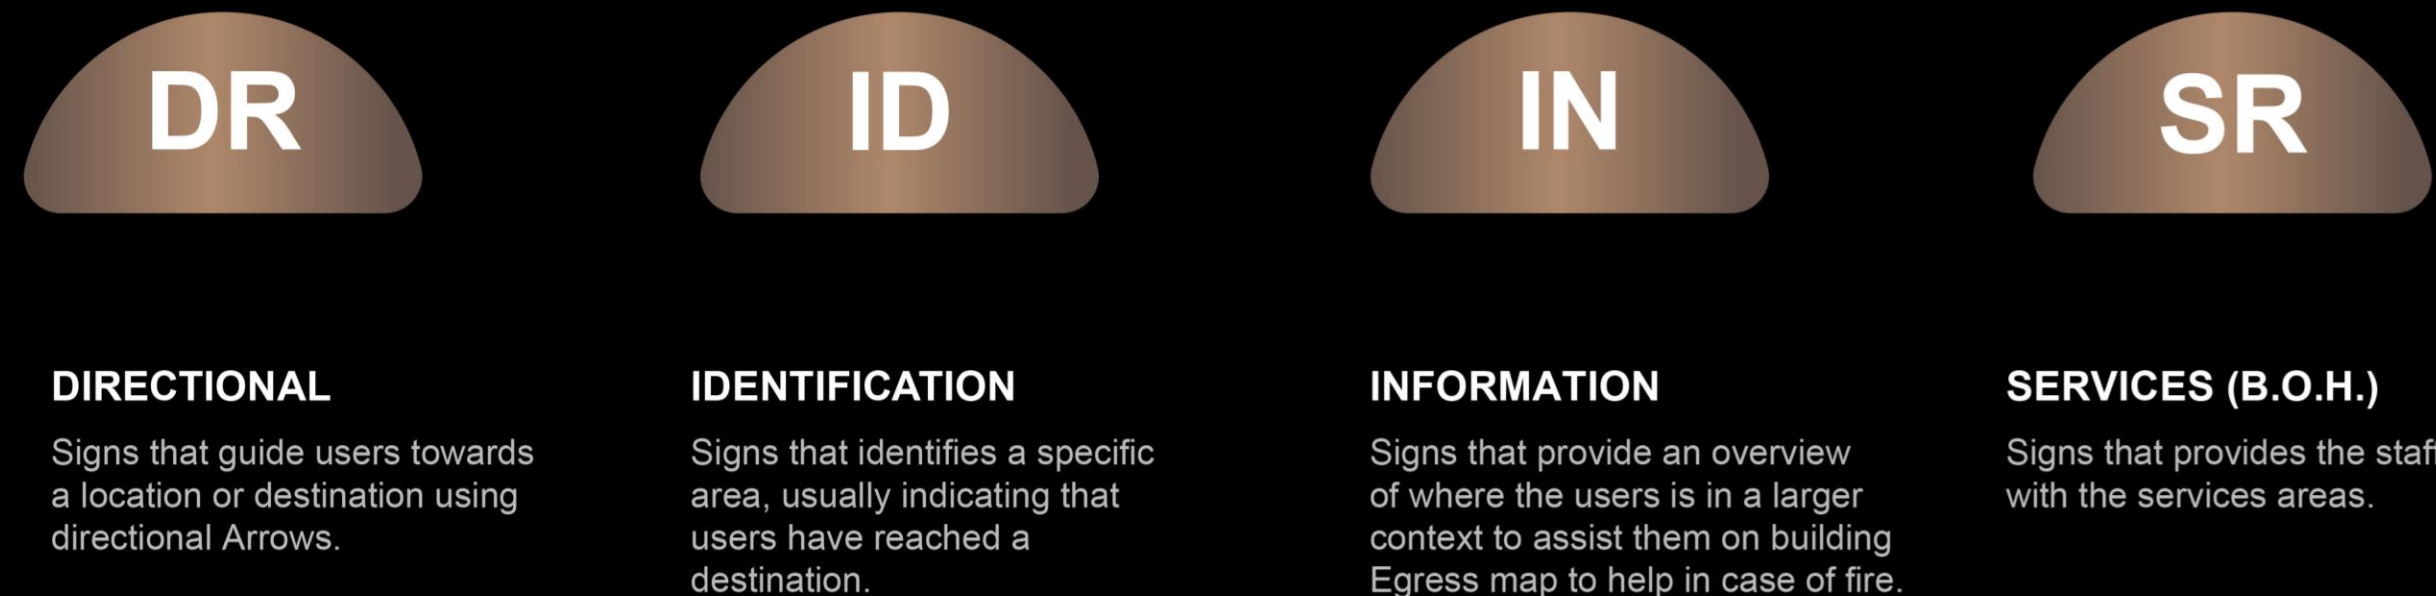 DR
ID
IN
SR
DIRECTIONAL
Signs that guide users towards
a location or destination using
directional Arrows.
IDENTIFICATION
Signs that identifies a specific
area, usually indicating that
users have reached a
destination.
INFORMATION
Signs that provide an overview
of where the users is in a larger
context to assist them on building
Egress map to help in case of fire.
SERVICES (B.O.H.)
Signs that provides the staff
with the services areas.